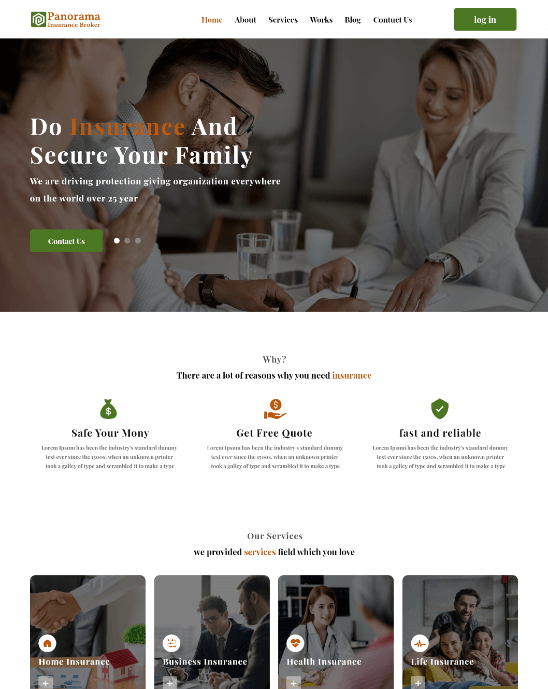 Panorama
Insurance Broker
Home About Services Works Blog Contact Us
log in
Do Insurance And
Secure Your Family
We are driving protection giving organization everywhere
on the world over 25 year
Contact Us
Why?
There are a lot of reasons why you need insurance
Safe Your Mony
Lorem Ipsum has been the industry's standard dummy
text ever since the 1500s, when an unknown printer
took a galley of type and scrambled it to make a type
Get Free Quote
Lorem Ipsum has been the industry's standard dummy
text ever since the 1500s, when an unknown printer
took a galley of type and scrambled it to make a type
fast and reliable
Lorem Ipsum has been the industry's standard dummy
text ever since the 1500s, when an unknown printer
took a galley of type and scrambled it to make a type
Our Services
we provided services field which you love
Home Insurance
Business Insurance
Health Insurance
Life Insurance
+ + + +